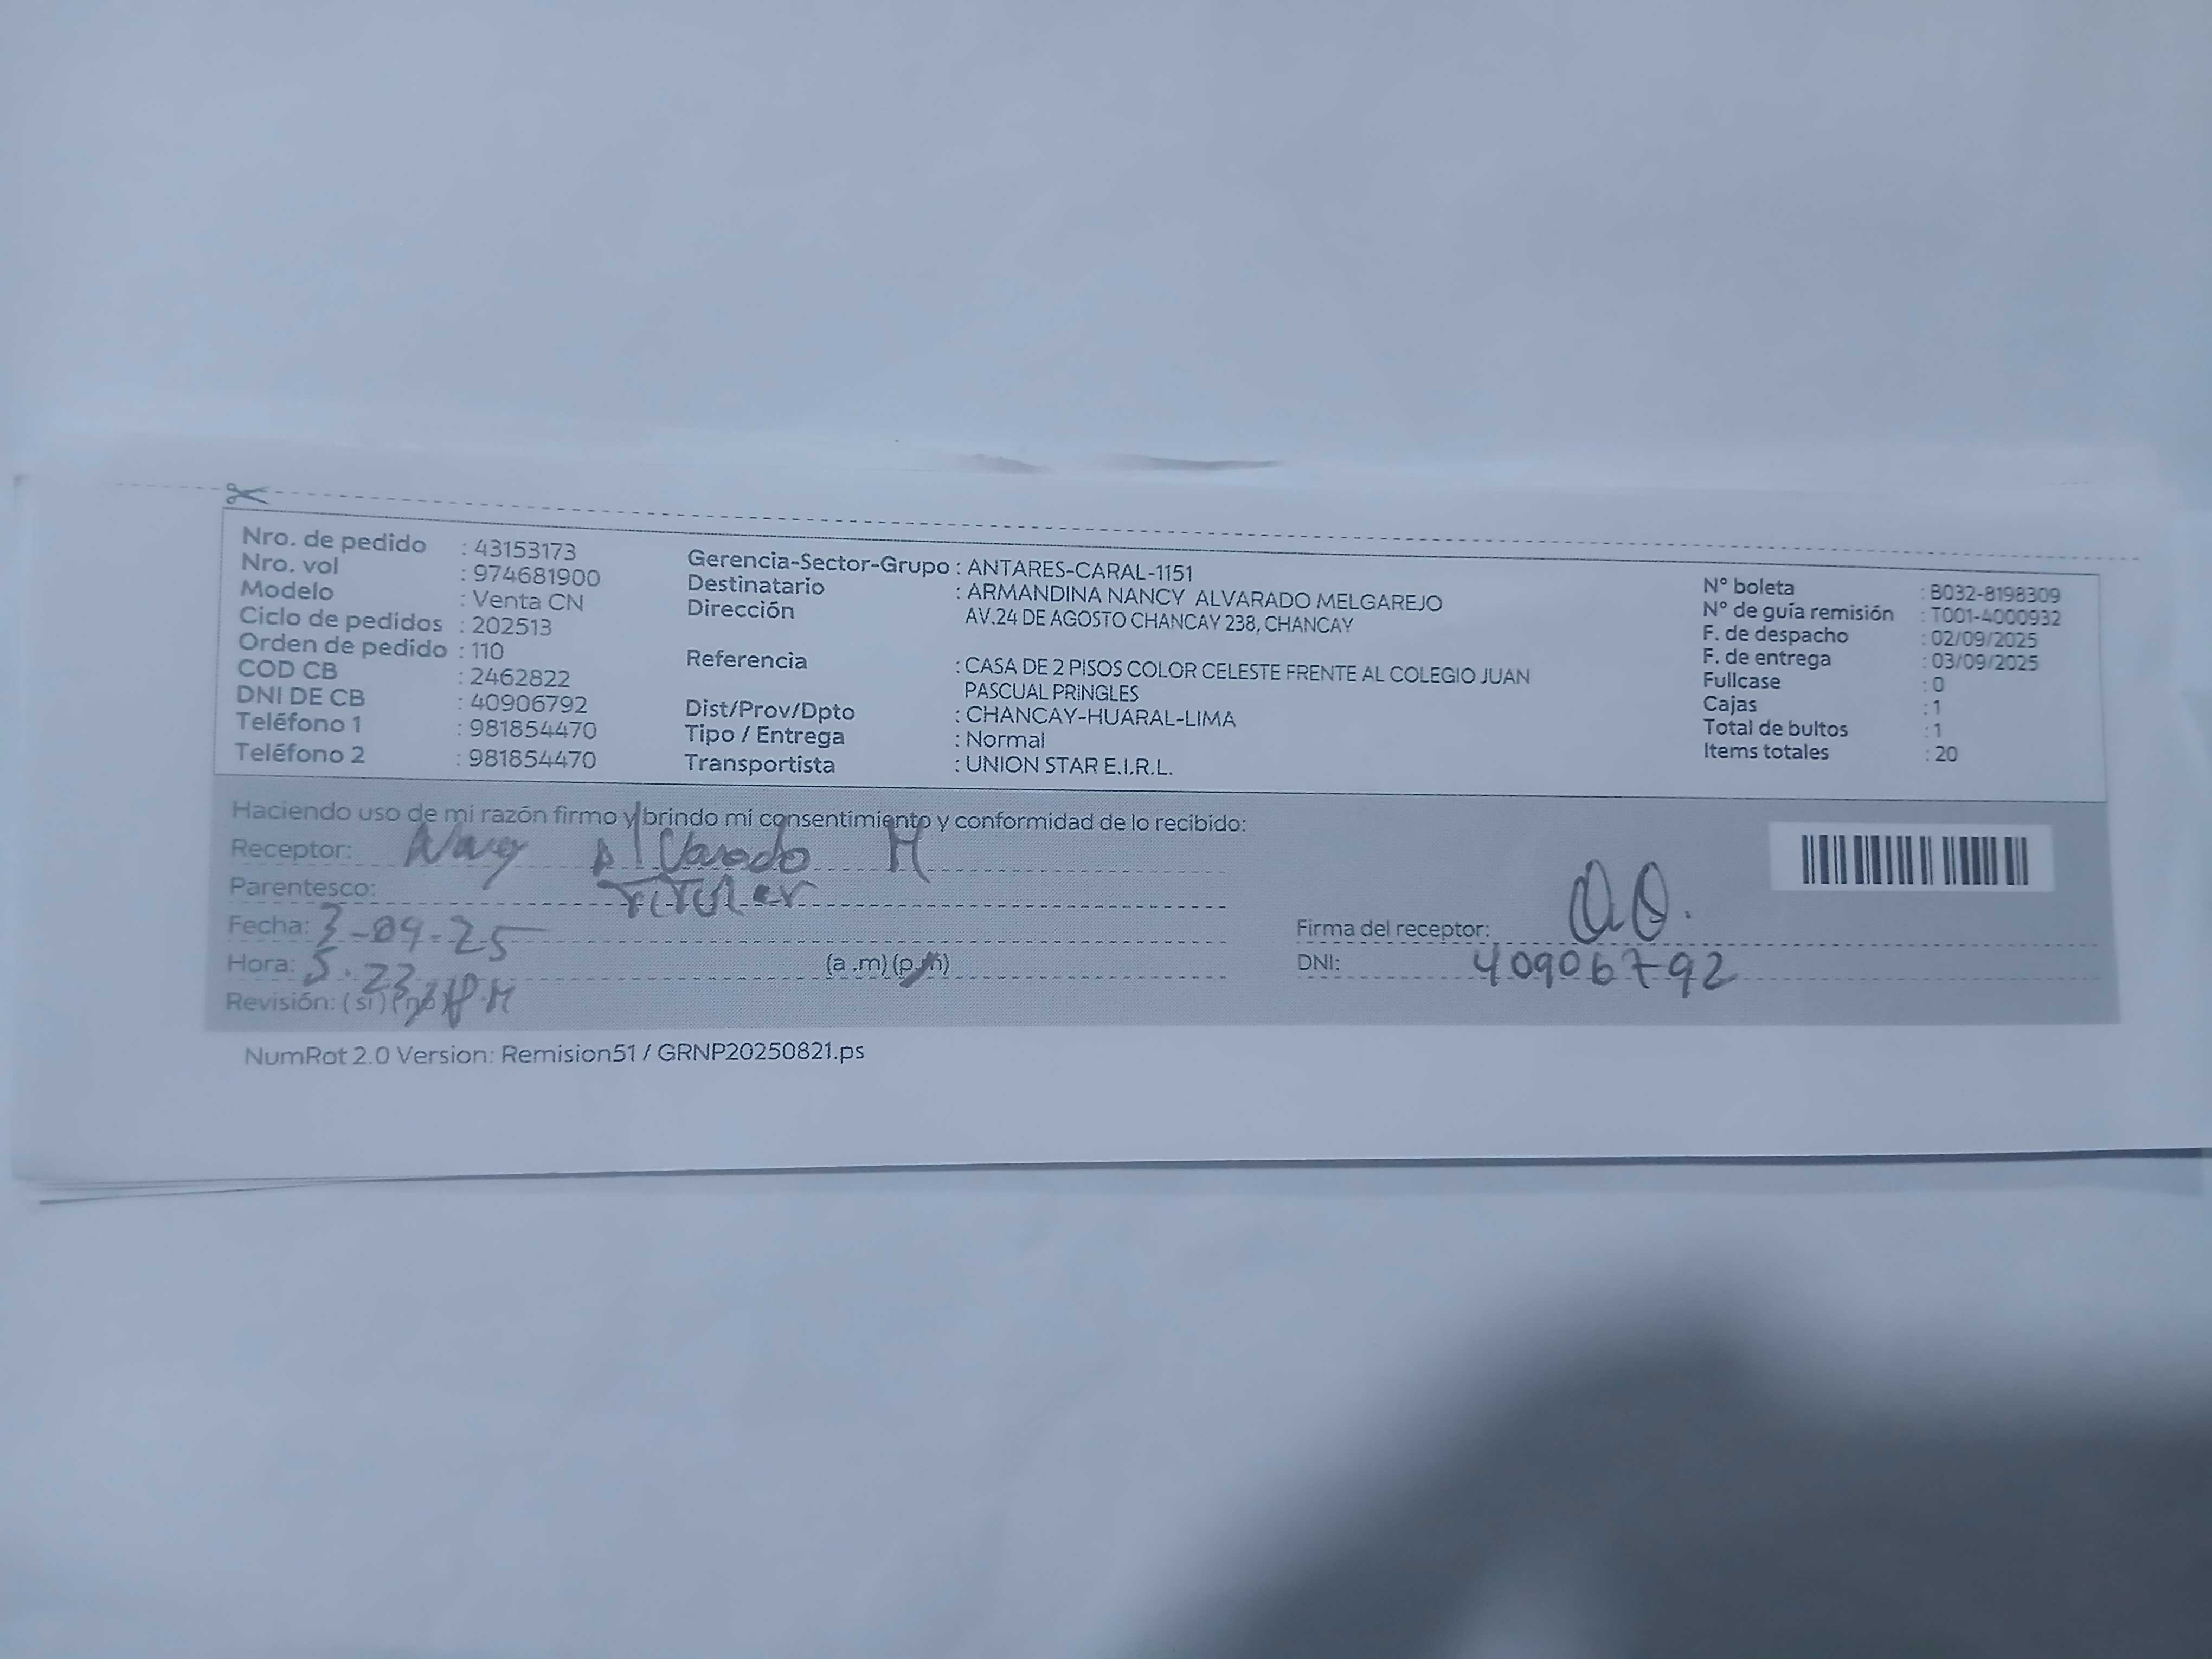 Nro. de pedido : 43153173
Nro. vol : 974681900
Modelo : Venta CN
Ciclo de pedidos : 202513
Orden de pedido : 110
COD CB : 2462822
DNI DE CB : 40906792
Teléfono 1 : 981854470
Teléfono 2 : 981854470
Gerencia-Sector-Grupo : ANTARES-CARAL-1151
Destinatario : ARMANDINA NANCY ALVARADO MELGAREJO
Dirección AV.24 DE AGOSTO CHANCAY 238, CHANCAY
Referencia : CASA DE 2 PISOS COLOR CELESTE FRENTE AL COLEGIO JUAN
PASCUAL PRINGLES
Dist/Prov/Dpto : CHANCAY-HUARAL-LIMA
Tipo / Entrega : Normal
Transportista : UNION STAR E.I.R.L.
N° boleta : B032-8198309
N° de guía remisión : T001-4000932
F. de despacho : 02/09/2025
F. de entrega : 03/09/2025
Fullcase : 0
Cajas : 1
Total de bultos : 1
Items totales : 20
Haciendo uso de mi razón firmo y brindo mi consentimiento y conformidad de lo recibido:
Receptor: Nancy Alvarado M
Parentesco: Titular
Fecha: 3-09-25
Hora: 5.23 P.M (a .m) (p.m)
Revisión: ( si ) ( no )
Firma del receptor:
DNI: 40906792
NumRot 2.0 Version: Remision51 / GRNP20250821.ps